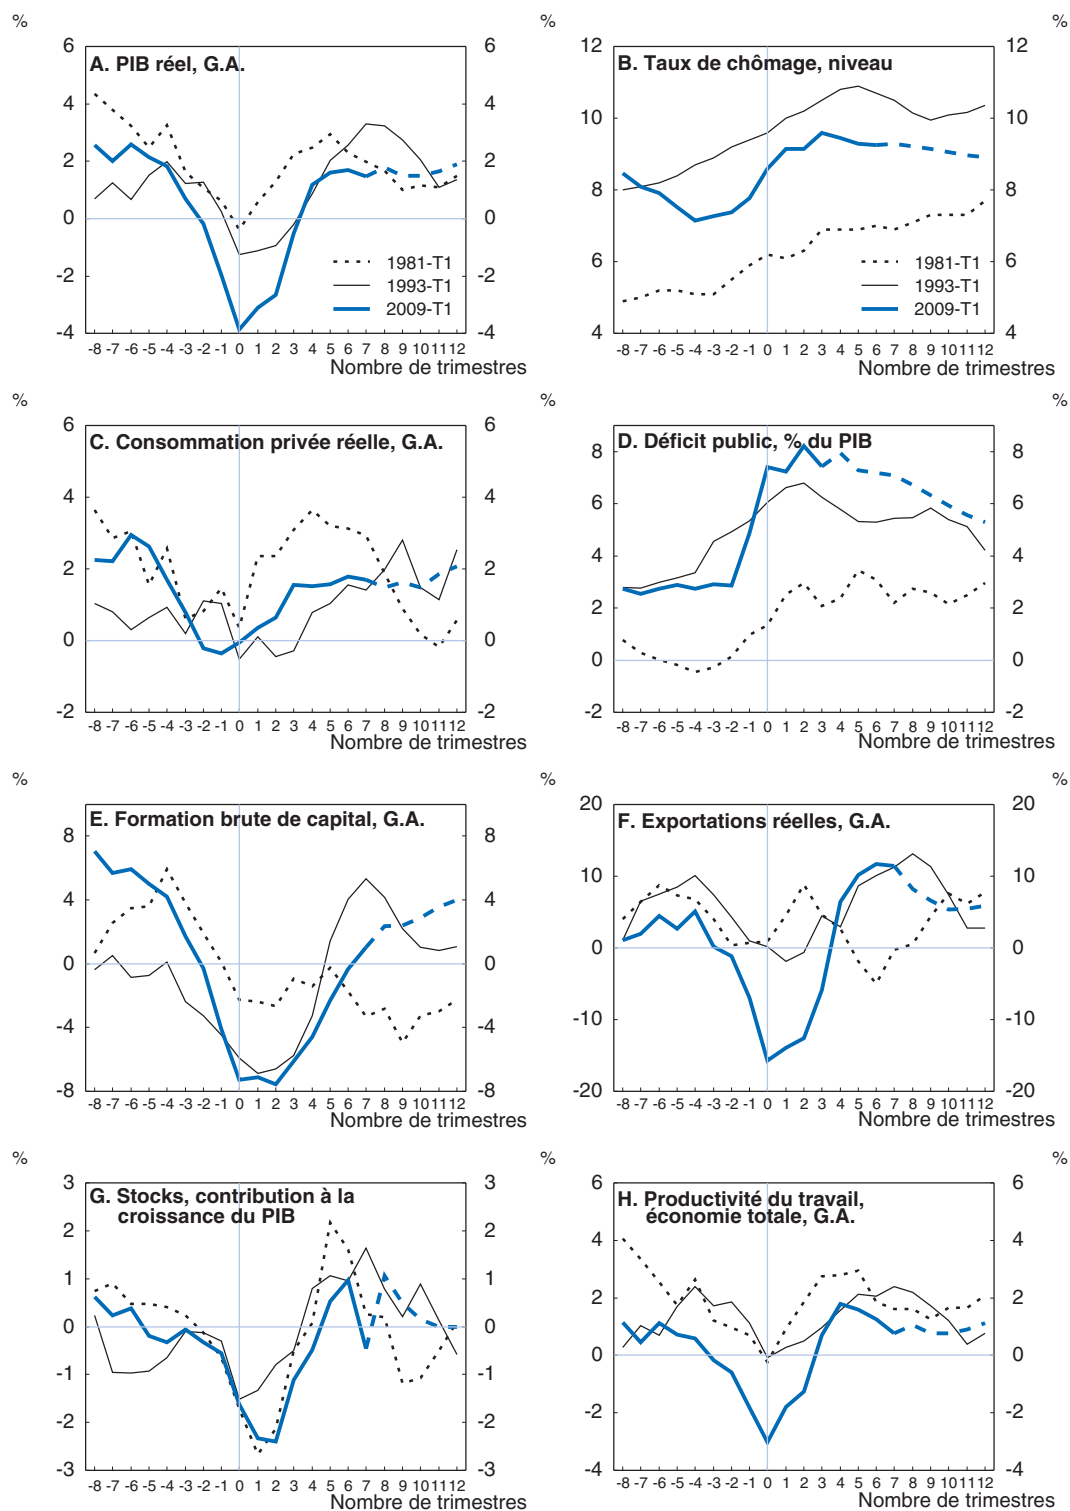 % % %
A. PIB réel, G.A.
6 6
4 4
2 2
0 0
-2 -2
-4 -4
1981-T1
1993-T1
2009-T1
-8 -7 -6 -5 -4 -3 -2 -1 0 1 2 3 4 5 6 7 8 9 10 11 12
Nombre de trimestres
B. Taux de chômage, niveau
12 12
10 10
8 8
6 6
4 4
1981-T1
1993-T1
2009-T1
-8 -7 -6 -5 -4 -3 -2 -1 0 1 2 3 4 5 6 7 8 9 10 11 12
Nombre de trimestres
% % %
C. Consommation privée réelle, G.A.
6 6
4 4
2 2
0 0
-2 -2
-8 -7 -6 -5 -4 -3 -2 -1 0 1 2 3 4 5 6 7 8 9 10 11 12
Nombre de trimestres
D. Déficit public, % du PIB
8 8
6 6
4 4
2 2
0 0
-2 -2
-8 -7 -6 -5 -4 -3 -2 -1 0 1 2 3 4 5 6 7 8 9 10 11 12
Nombre de trimestres
% % %
E. Formation brute de capital, G.A.
8 8
4 4
0 0
-4 -4
-8 -8
-8 -7 -6 -5 -4 -3 -2 -1 0 1 2 3 4 5 6 7 8 9 10 11 12
Nombre de trimestres
F. Exportations réelles, G.A.
20 20
10 10
0 0
-10 -10
-20 -20
-8 -7 -6 -5 -4 -3 -2 -1 0 1 2 3 4 5 6 7 8 9 10 11 12
Nombre de trimestres
% % %
G. Stocks, contribution à la
croissance du PIB
3 3
2 2
1 1
0 0
-1 -1
-2 -2
-3 -3
-8 -7 -6 -5 -4 -3 -2 -1 0 1 2 3 4 5 6 7 8 9 10 11 12
Nombre de trimestres
H. Productivité du travail,
économie totale, G.A.
6 6
4 4
2 2
0 0
-2 -2
-4 -4
-8 -7 -6 -5 -4 -3 -2 -1 0 1 2 3 4 5 6 7 8 9 10 11 12
Nombre de trimestres